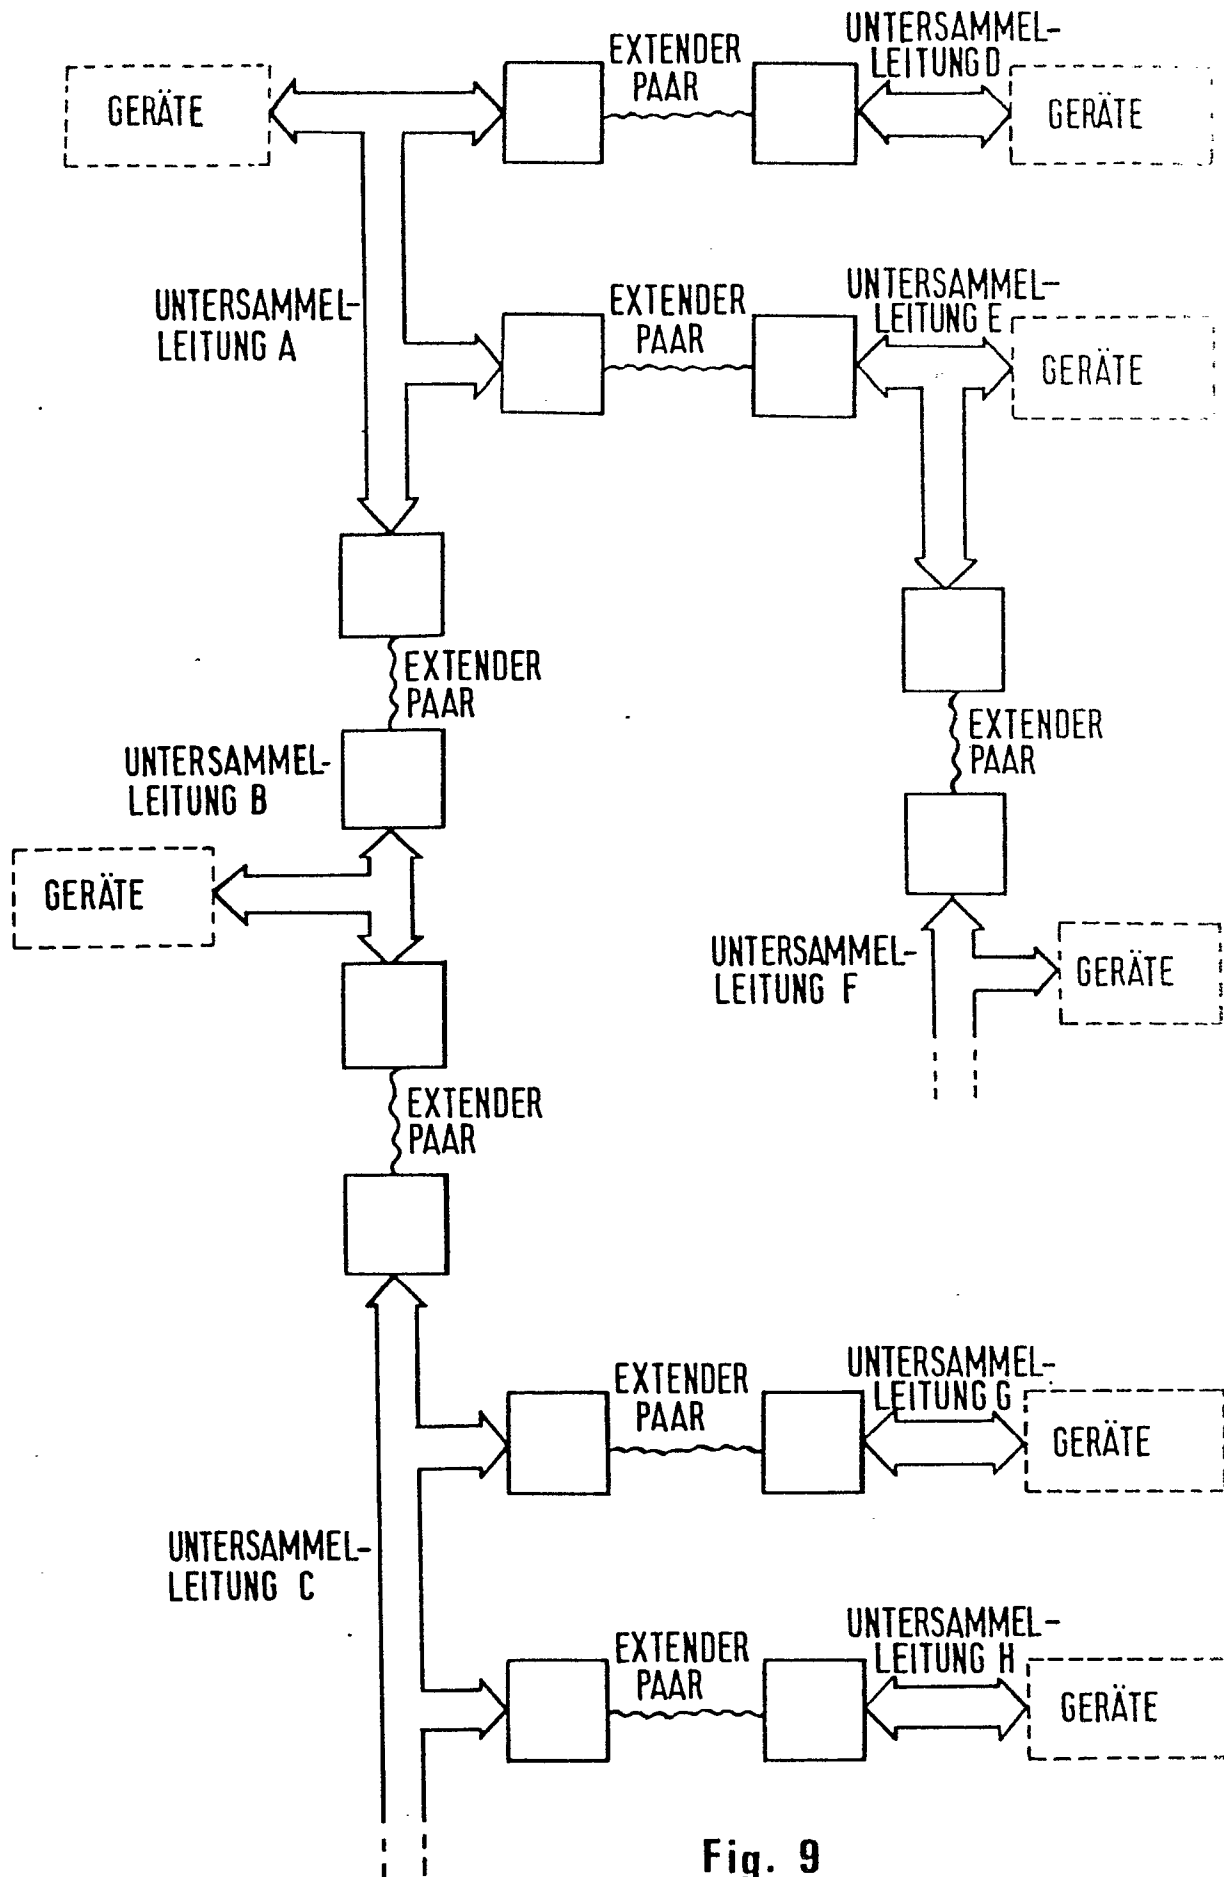 EXTENDER
PAAR
UNTERSAMMEL-
LEITUNG D
GERÄTE
GERÄTE
UNTERSAMMEL-
LEITUNG A
EXTENDER
PAAR
UNTERSAMMEL-
LEITUNG E
GERÄTE
EXTENDER
PAAR
UNTERSAMMEL-
LEITUNG B
GERÄTE
EXTENDER
PAAR
UNTERSAMMEL-
LEITUNG F
GERÄTE
EXTENDER
PAAR
EXTENDER
PAAR
UNTERSAMMEL-
LEITUNG G
GERÄTE
UNTERSAMMEL-
LEITUNG C
EXTENDER
PAAR
UNTERSAMMEL-
LEITUNG H
GERÄTE
Fig. 9